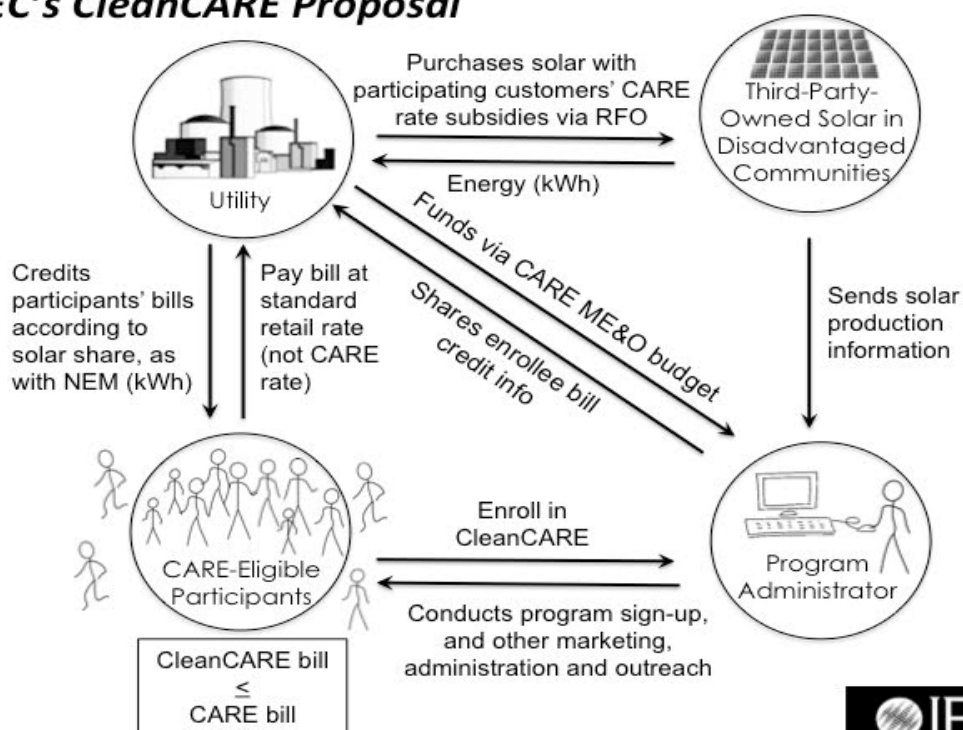 EC's CleanCARE Proposal
Purchases solar with
participating customers' CARE
rate subsidies via RFO
Energy (kWh)
Utility
Third-Party-
Owned Solar in
Disadvantaged
Communities
Funds via CARE ME&O budget
Shares enrollee bill
credit info
Credits
participants' bills
according to
solar share, as
with NEM (kWh)
Pay bill at
standard
retail rate
(not CARE
rate)
Sends solar
production
information
Enroll in
CleanCARE
Conducts program sign-up,
and other marketing,
administration and outreach
CARE-Eligible
Participants
Program
Administrator
CleanCARE bill
≤
CARE bill